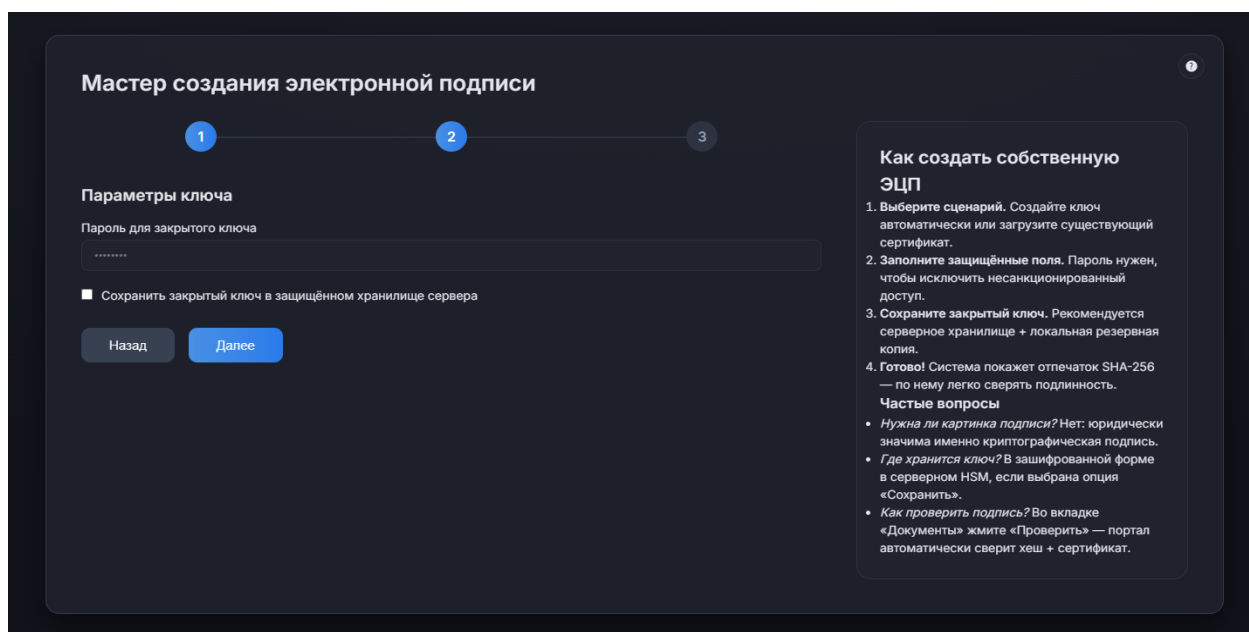 Мастер создания электронной подписи
1
2
3
Параметры ключа
Пароль для закрытого ключа
••••••••
Сохранить закрытый ключ в защищённом хранилище сервера
Назад
Далее
?
Как создать собственную
ЭЦП
1. Выберите сценарий. Создайте ключ
автоматически или загрузите существующий
сертификат.
2. Заполните защищённые поля. Пароль нужен,
чтобы исключить несанкционированный
доступ.
3. Сохраните закрытый ключ. Рекомендуется
серверное хранилище + локальная резервная
копия.
4. Готово! Система покажет отпечаток SHA-256
— по нему легко сверять подлинность.
Частые вопросы
• Нужна ли картинка подписи? Нет: юридически
значима именно криптографическая подпись.
• Где хранится ключ? В зашифрованной форме
в серверном HSM, если выбрана опция
«Сохранить».
• Как проверить подпись? Во вкладке
«Документы» жмите «Проверить» — портал
автоматически сверит хеш + сертификат.